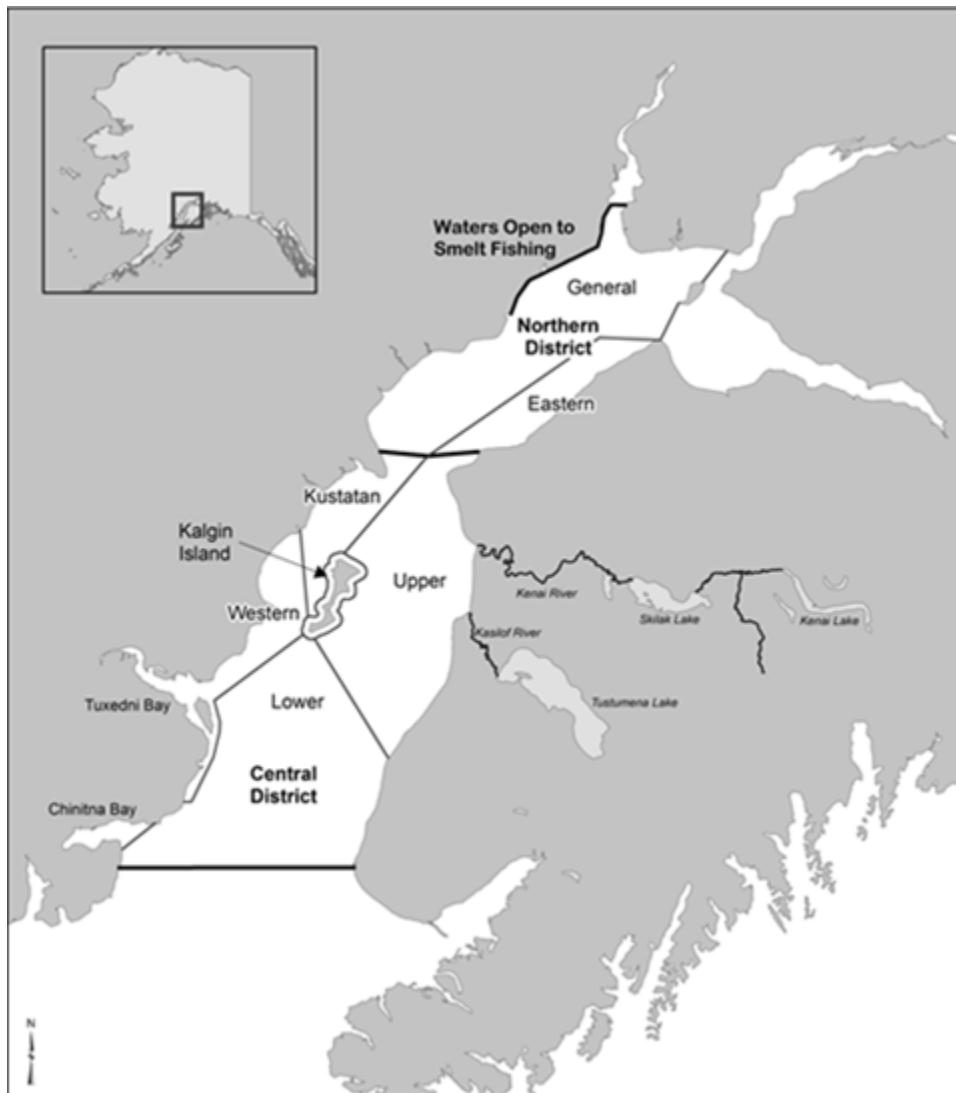 Waters Open to
Smelt Fishing
General
Northern
District
Eastern
Kustatan
Kalgin
Island
Upper
Western
Kenai River
Skilak Lake
Kenai Lake
Kasilof River
Tustumena Lake
Tuxedni Bay
Lower
Central
District
Chinitna Bay
N